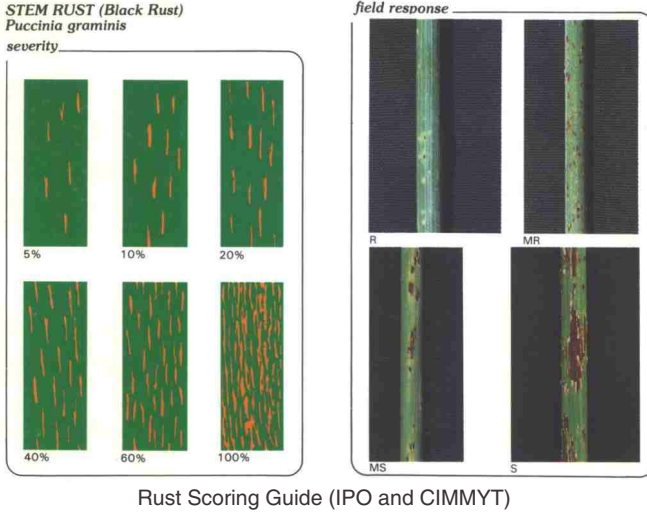 STEM RUST (Black Rust)
Puccinia graminis
severity
5%
10%
20%
40%
60%
100%
field response
R
MR
MS
S
Rust Scoring Guide (IPO and CIMMYT)